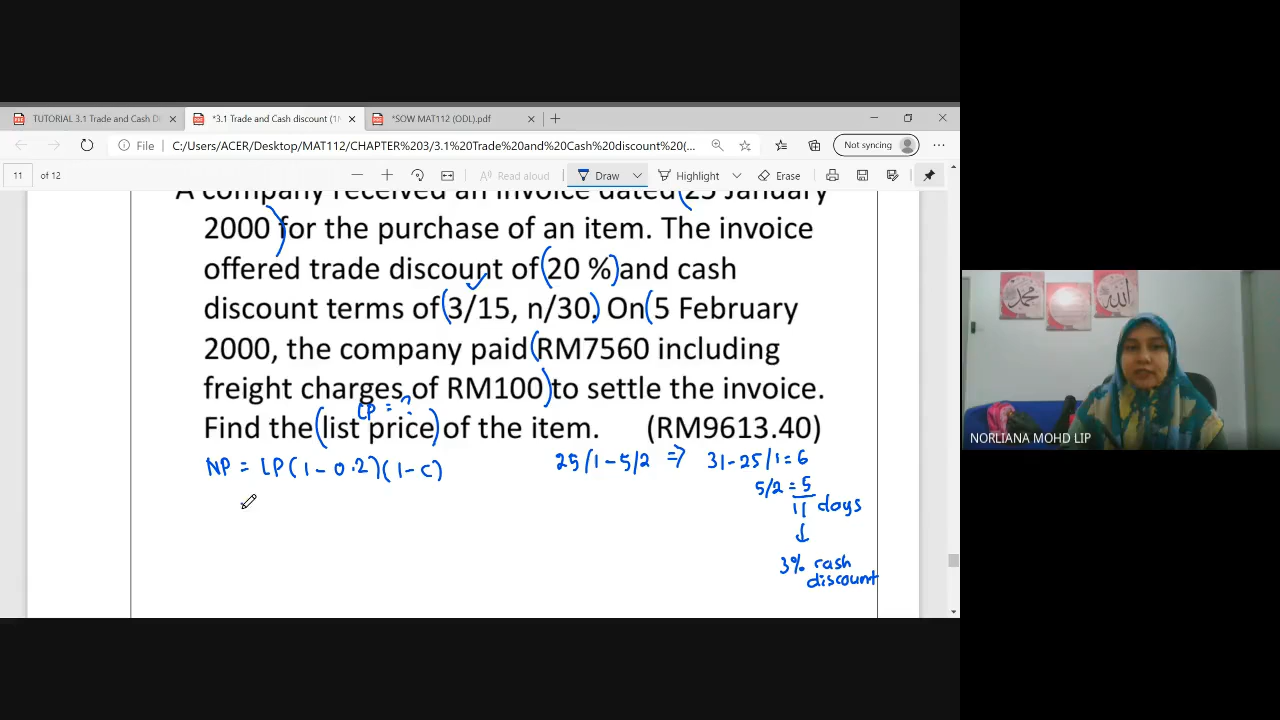 TUTORIAL 3.1 Trade and Cash D
*3.1 Trade and Cash discount (1
*SOW MAT112 (ODL).pdf
File
C:/Users/ACER/Desktop/MAT112/CHAPTER%203/3.1%20Trade%20and%20Cash%20discount%20(...
Not syncing
11 of 12
Read aloud
Draw
Highlight
Erase
A company received an invoice dated (25 January
2000) for the purchase of an item. The invoice
offered trade discount of (20 %) and cash
discount terms of (3/15, n/30). On (5 February
2000, the company paid (RM7560 including
freight charges of RM100) to settle the invoice.
LP = ?
Find the (list price) of the item. (RM9613.40)
NP = LP(1-0.2)(1-c)
25/1 - 5/2 => 31-25/1 = 6
5/2 = 5
11 days
↓
3% cash
discount
NORLIANA MOHD LIP
محمد
الله